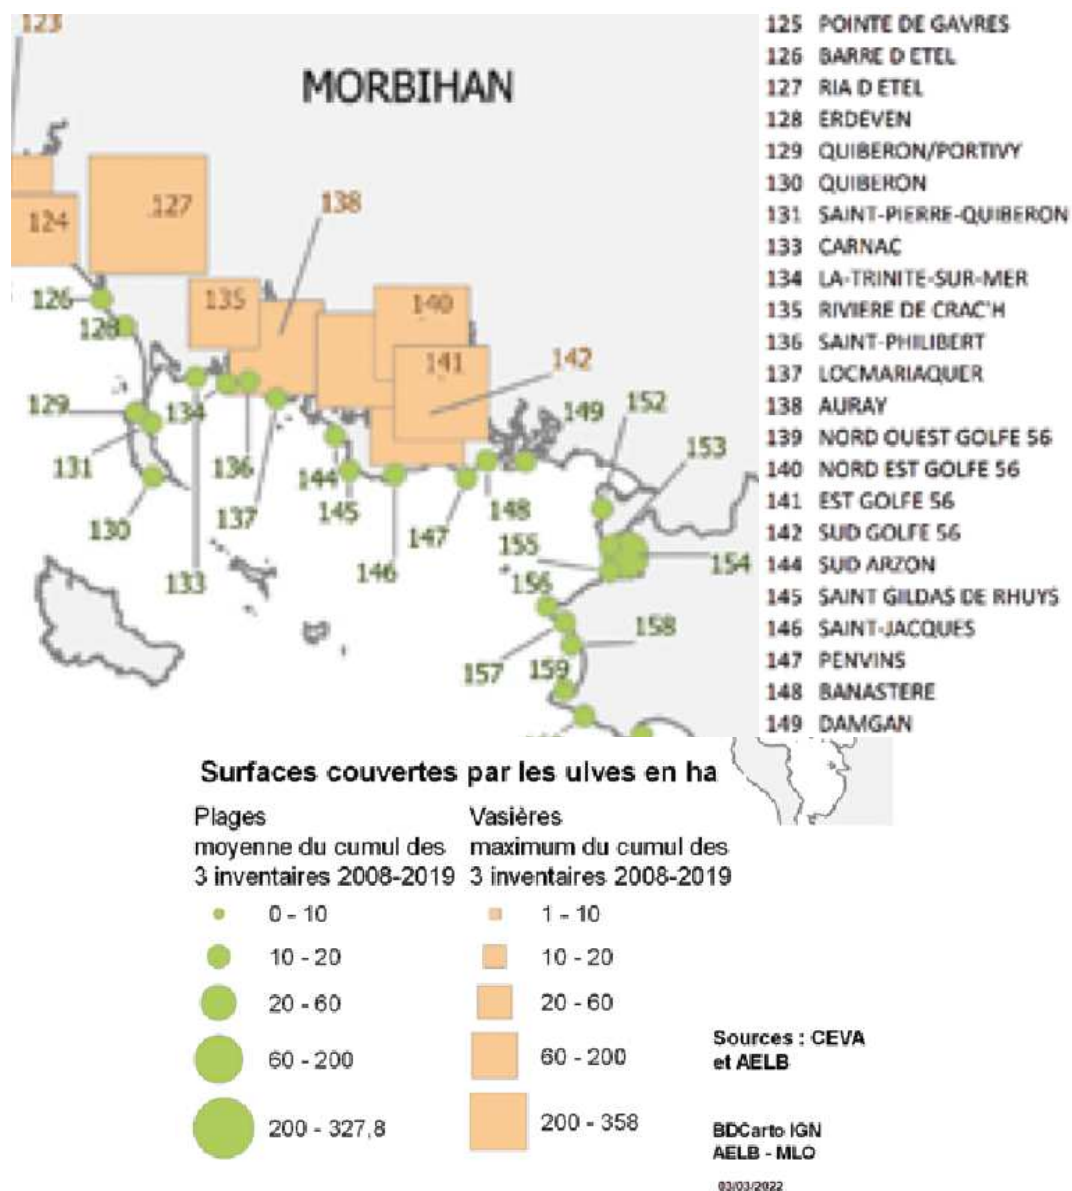 123
MORBIHAN
138
127
124
126
128
135
140
141
142
129
134
131
136
144
149
152
153
130
137
145
148
147
155
133
146
154
156
158
157
159
125 POINTE DE GAVRES
126 BARRE D ETEL
127 RIA D ETEL
128 ERDEVEN
129 QUIBERON/PORTIVY
130 QUIBERON
131 SAINT-PIERRE-QUIBERON
133 CARNAC
134 LA-TRINITE-SUR-MER
135 RIVIERE DE CRAC'H
136 SAINT-PHILIBERT
137 LOCMARIAQUER
138 AURAY
139 NORD OUEST GOLFE 56
140 NORD EST GOLFE 56
141 EST GOLFE 56
142 SUD GOLFE 56
144 SUD ARZON
145 SAINT GILDAS DE RHUYS
146 SAINT-JACQUES
147 PENVINS
148 BANASTERE
149 DAMGAN
Surfaces couvertes par les ulves en ha
Plages
moyenne du cumul des
3 inventaires 2008-2019
0 - 10
10 - 20
20 - 60
60 - 200
200 - 327,8
Vasières
maximum du cumul des
3 inventaires 2008-2019
1 - 10
10 - 20
20 - 60
60 - 200
200 - 358
Sources : CEVA
et AELB
BDCarto IGN
AELB - MLO
03/03/2022